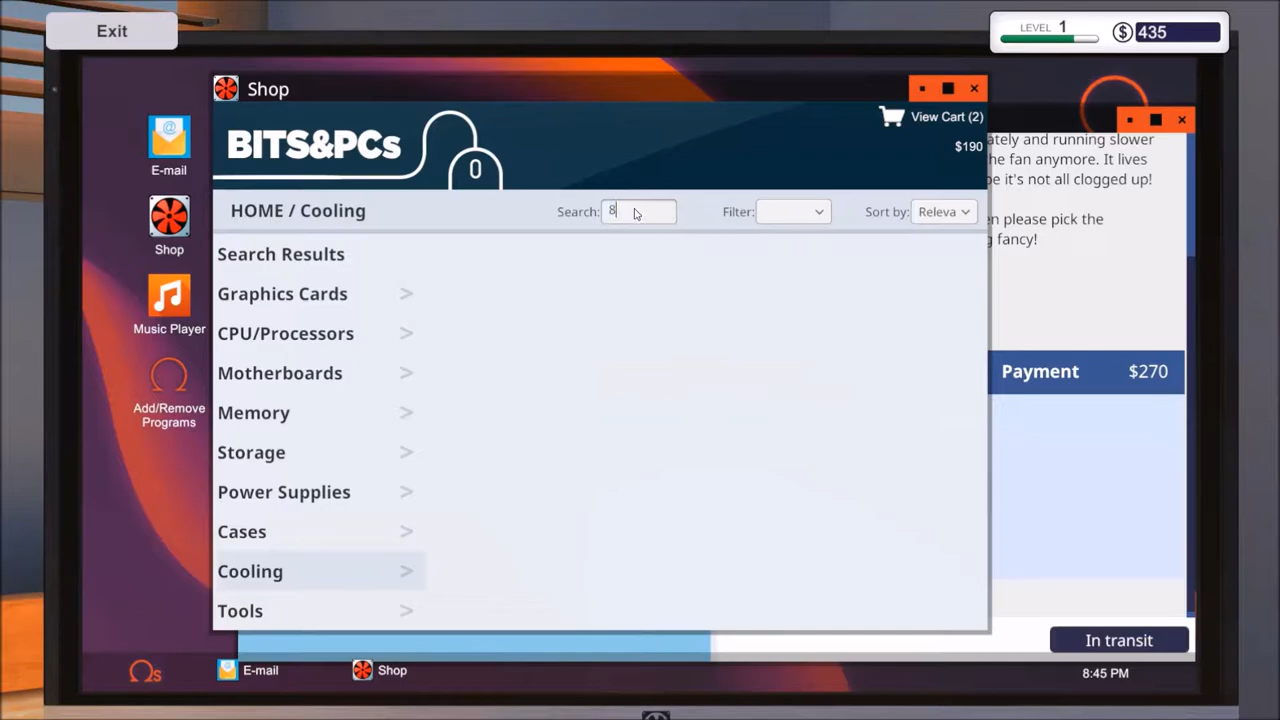 Exit
LEVEL 1
$ 435
Shop
BITS&PCs
View Cart (2)
$190
HOME / Cooling
Search: 8
Filter:
Sort by: Releva
Search Results
Graphics Cards >
CPU/Processors >
Motherboards >
Memory >
Storage >
Power Supplies >
Cases >
Cooling >
Tools >
E-mail
Shop
Music Player
Add/Remove
Programs
ately and running slower
he fan anymore. It lives
be it's not all clogged up!
en please pick the
g fancy!
Payment $270
In transit
Ωs
E-mail
Shop
8:45 PM